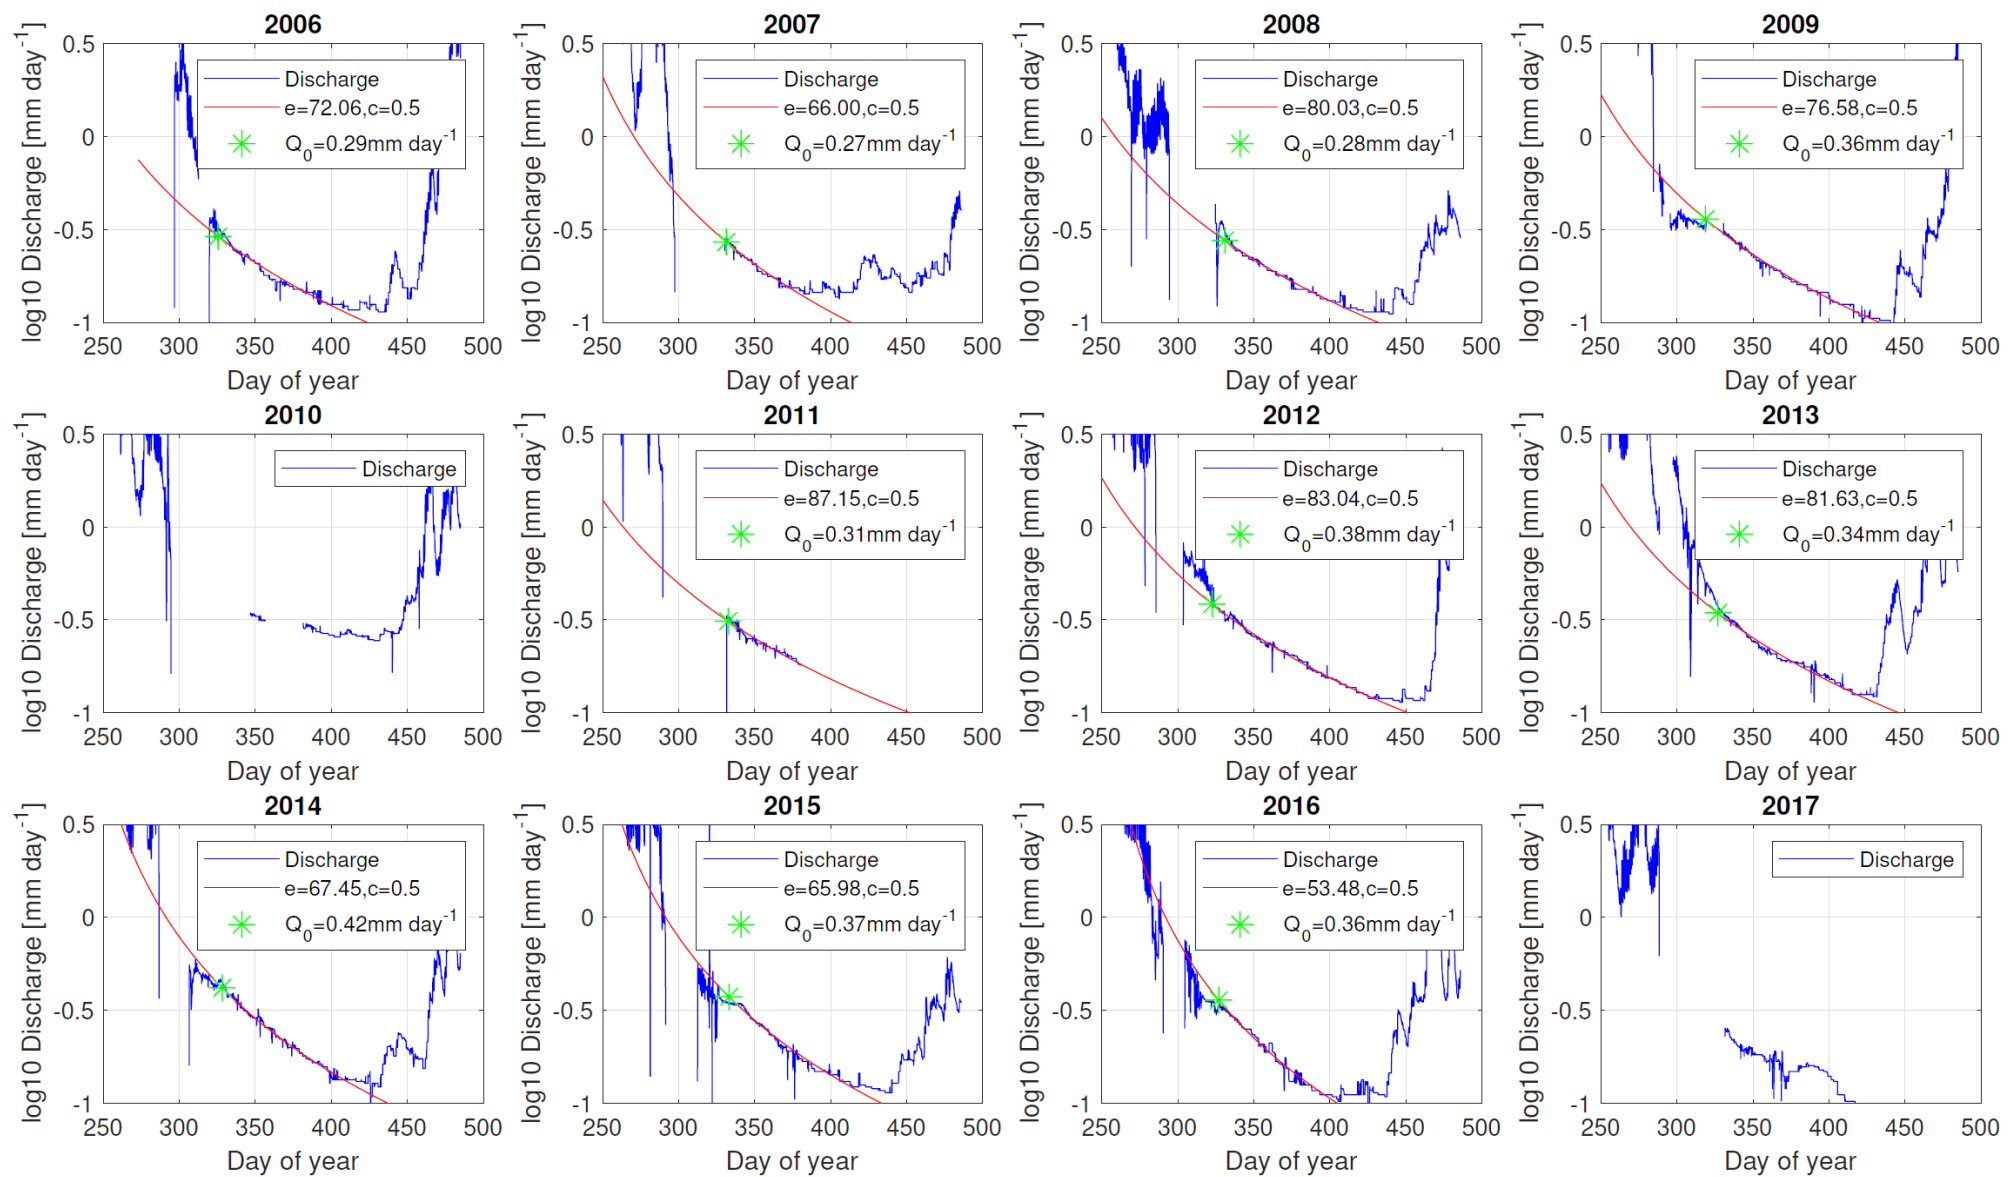 2006
2007
2008
2009
log10 Discharge [mm day-1]
0.5
0
-0.5
-1
250 300 350 400 450 500
Day of year
Discharge
e=72.06,c=0.5
Q0=0.29mm day-1
log10 Discharge [mm day-1]
0.5
0
-0.5
-1
250 300 350 400 450 500
Day of year
Discharge
e=66.00,c=0.5
Q0=0.27mm day-1
log10 Discharge [mm day-1]
0.5
0
-0.5
-1
250 300 350 400 450 500
Day of year
Discharge
e=80.03,c=0.5
Q0=0.28mm day-1
log10 Discharge [mm day-1]
0.5
0
-0.5
-1
250 300 350 400 450 500
Day of year
Discharge
e=76.58,c=0.5
Q0=0.36mm day-1
2010
2011
2012
2013
log10 Discharge [mm day-1]
0.5
0
-0.5
-1
250 300 350 400 450 500
Day of year
Discharge
log10 Discharge [mm day-1]
0.5
0
-0.5
-1
250 300 350 400 450 500
Day of year
Discharge
e=87.15,c=0.5
Q0=0.31mm day-1
log10 Discharge [mm day-1]
0.5
0
-0.5
-1
250 300 350 400 450 500
Day of year
Discharge
e=83.04,c=0.5
Q0=0.38mm day-1
log10 Discharge [mm day-1]
0.5
0
-0.5
-1
250 300 350 400 450 500
Day of year
Discharge
e=81.63,c=0.5
Q0=0.34mm day-1
2014
2015
2016
2017
log10 Discharge [mm day-1]
0.5
0
-0.5
-1
250 300 350 400 450 500
Day of year
Discharge
e=67.45,c=0.5
Q0=0.42mm day-1
log10 Discharge [mm day-1]
0.5
0
-0.5
-1
250 300 350 400 450 500
Day of year
Discharge
e=65.98,c=0.5
Q0=0.37mm day-1
log10 Discharge [mm day-1]
0.5
0
-0.5
-1
250 300 350 400 450 500
Day of year
Discharge
e=53.48,c=0.5
Q0=0.36mm day-1
log10 Discharge [mm day-1]
0.5
0
-0.5
-1
250 300 350 400 450 500
Day of year
Discharge